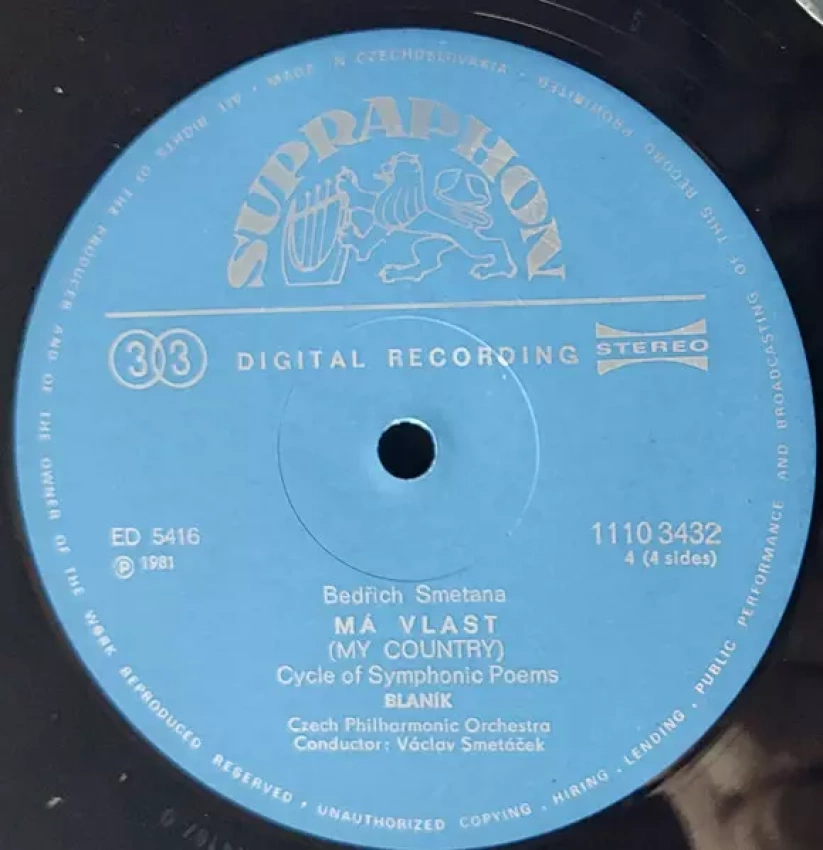 ALL RIGHTS OF THE PRODUCER AND OF THE OWNER OF THE WORK REPRODUCED RESERVED • UNAUTHORIZED COPYING • HIRING • LENDING • PUBLIC PERFORMANCE AND BROADCASTING OF THIS RECORD PROHIBITED • MADE IN CZECHOSLOVAKIA •
SUPRAPHON
33 DIGITAL RECORDING STEREO
ED 5416
℗ 1981
1110 3432
4 (4 sides)
Bedřich Smetana
MÁ VLAST
(MY COUNTRY)
Cycle of Symphonic Poems
BLANÍK
Czech Philharmonic Orchestra
Conductor: Václav Smetáček